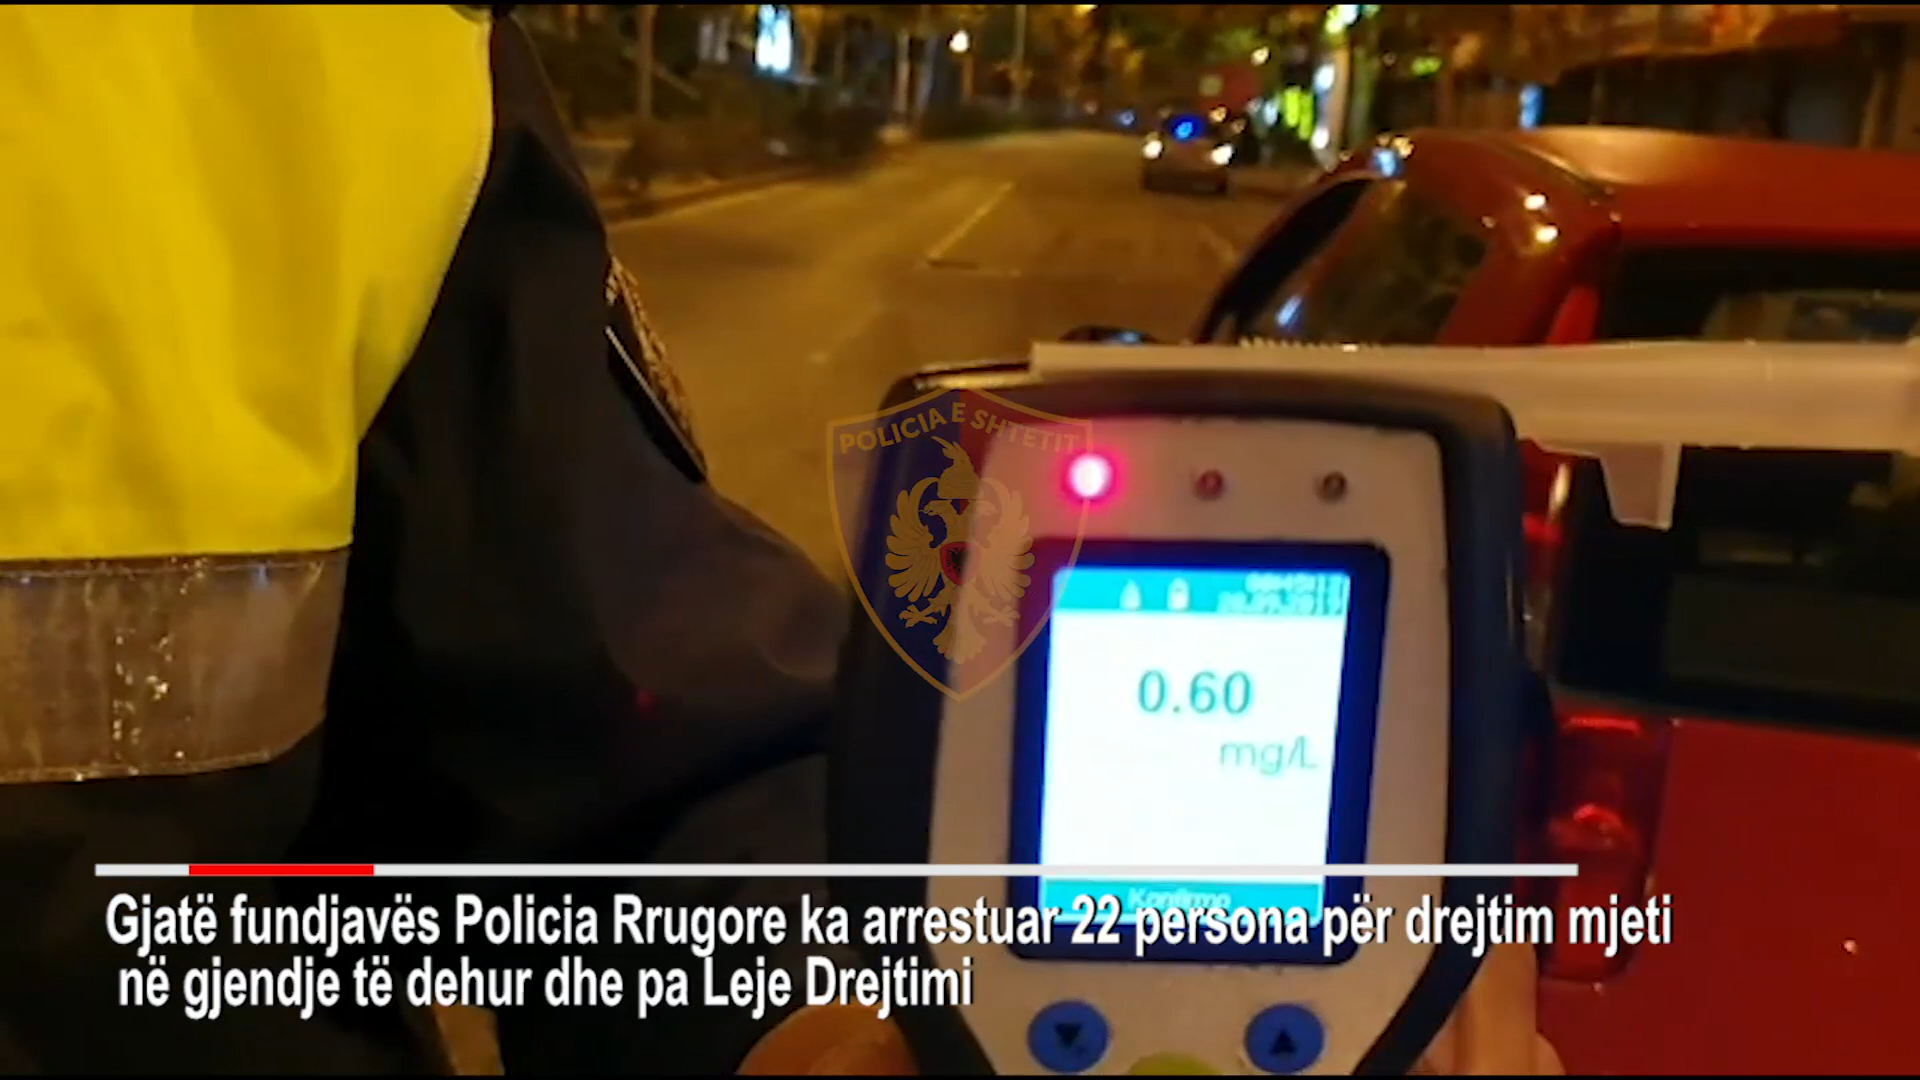 POLICIA E SHTETIT
0.60
mg/L
Konfirmo
Gjatë fundjavës Policia Rrugore ka arrestuar 22 persona për drejtim mjeti
në gjendje të dehur dhe pa Leje Drejtimi